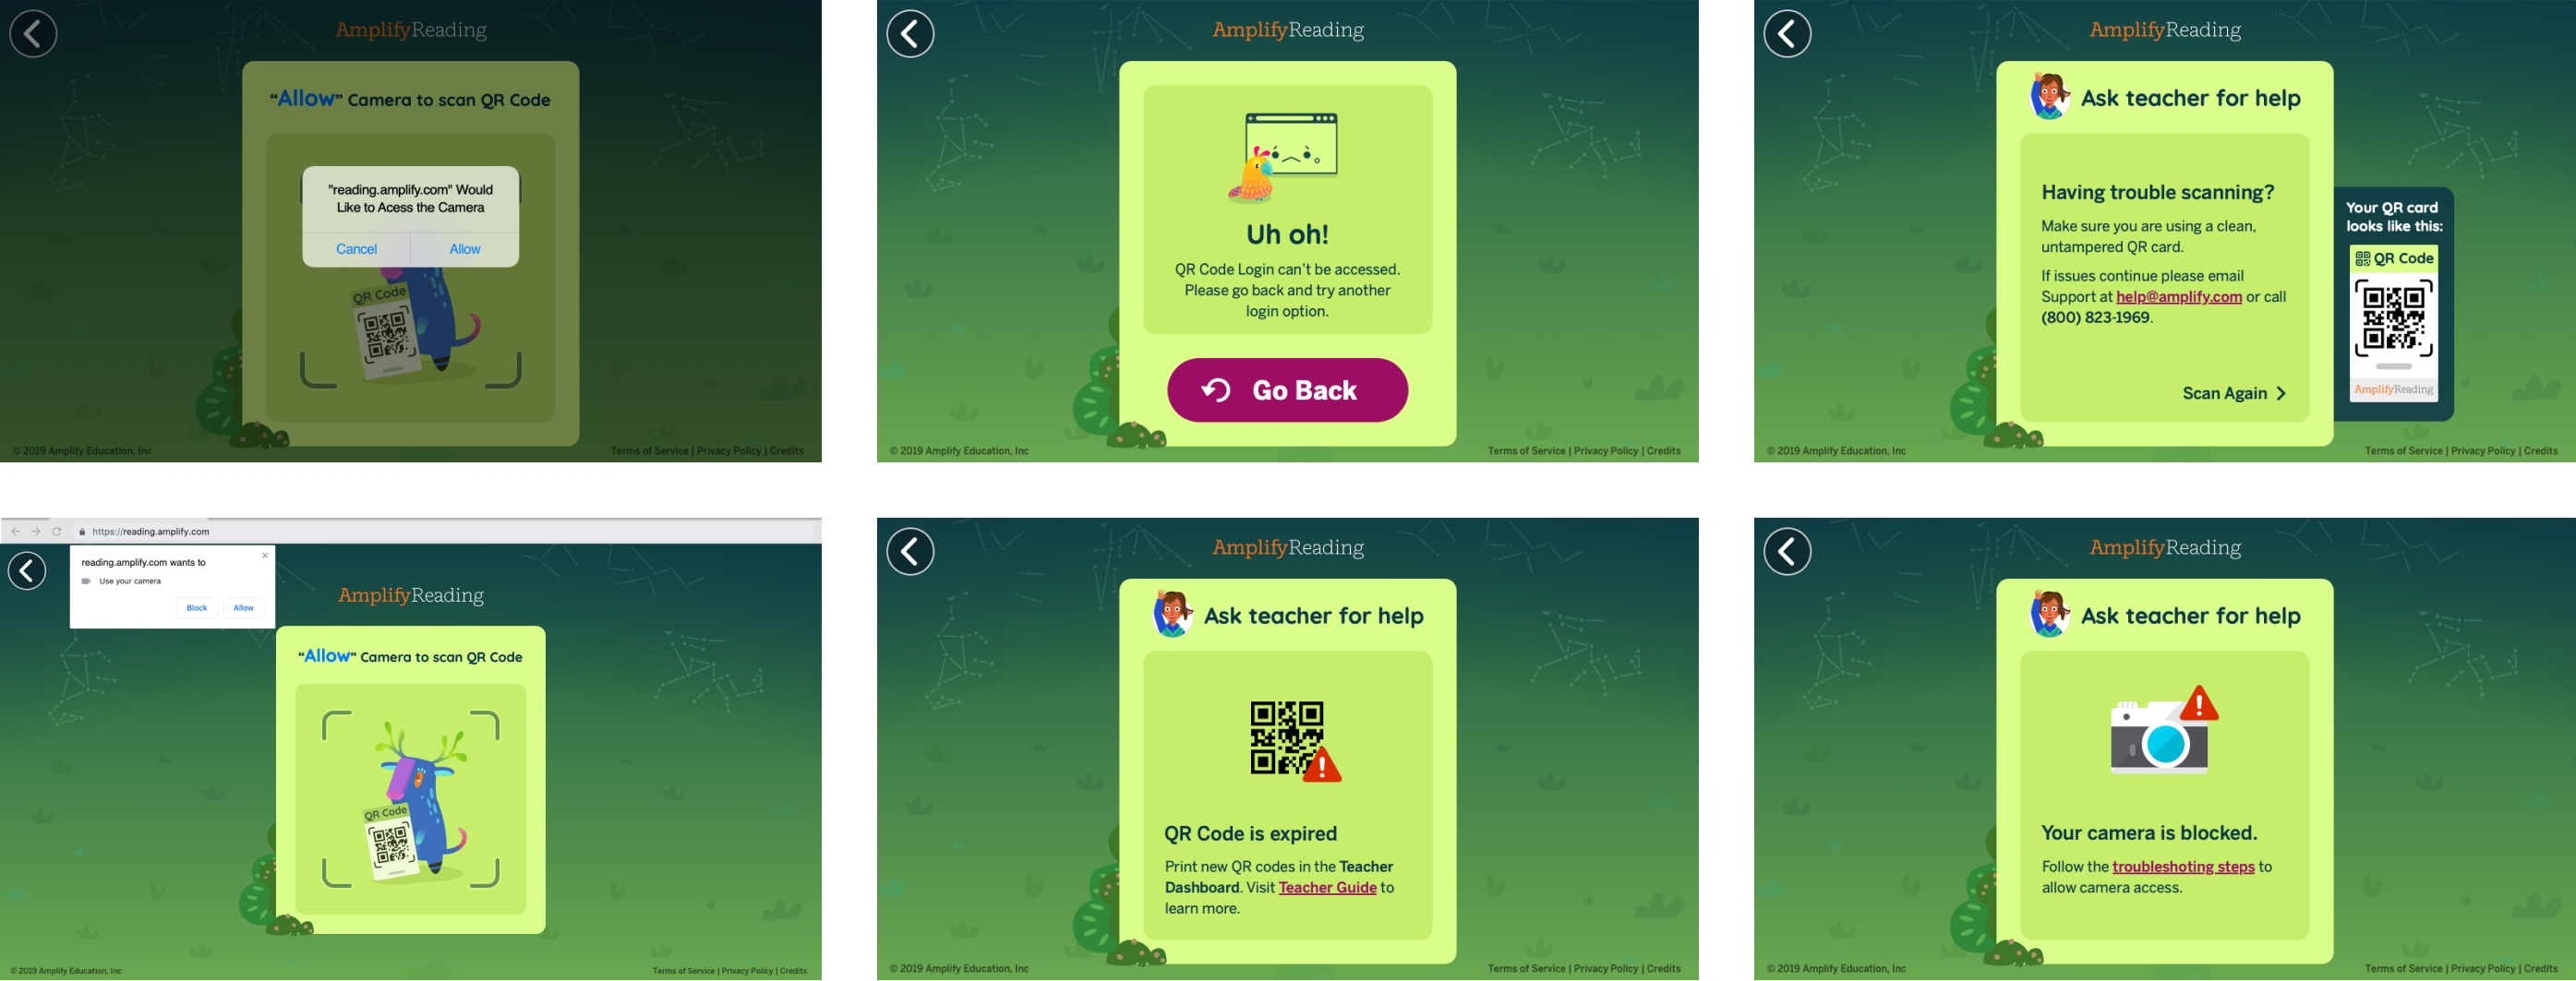 AmplifyReading
“Allow” Camera to scan QR Code
"reading.amplify.com" Would
Like to Acess the Camera
Cancel Allow
QR Code
© 2019 Amplify Education, Inc
Terms of Service | Privacy Policy | Credits
AmplifyReading
Uh oh!
QR Code Login can’t be accessed.
Please go back and try another
login option.
Go Back
© 2019 Amplify Education, Inc
Terms of Service | Privacy Policy | Credits
AmplifyReading
Ask teacher for help
Having trouble scanning?
Make sure you are using a clean,
untampered QR card.
If issues continue please email
Support at help@amplify.com or call
(800) 823-1969.
Scan Again
Your QR card
looks like this:
QR Code
AmplifyReading
© 2019 Amplify Education, Inc
Terms of Service | Privacy Policy | Credits
https://reading.amplify.com
reading.amplify.com wants to
Use your camera
Block Allow
AmplifyReading
“Allow” Camera to scan QR Code
QR Code
© 2019 Amplify Education, Inc
Terms of Service | Privacy Policy | Credits
AmplifyReading
Ask teacher for help
QR Code is expired
Print new QR codes in the Teacher
Dashboard. Visit Teacher Guide to
learn more.
© 2019 Amplify Education, Inc
Terms of Service | Privacy Policy | Credits
AmplifyReading
Ask teacher for help
Your camera is blocked.
Follow the troubleshoting steps to
allow camera access.
© 2019 Amplify Education, Inc
Terms of Service | Privacy Policy | Credits